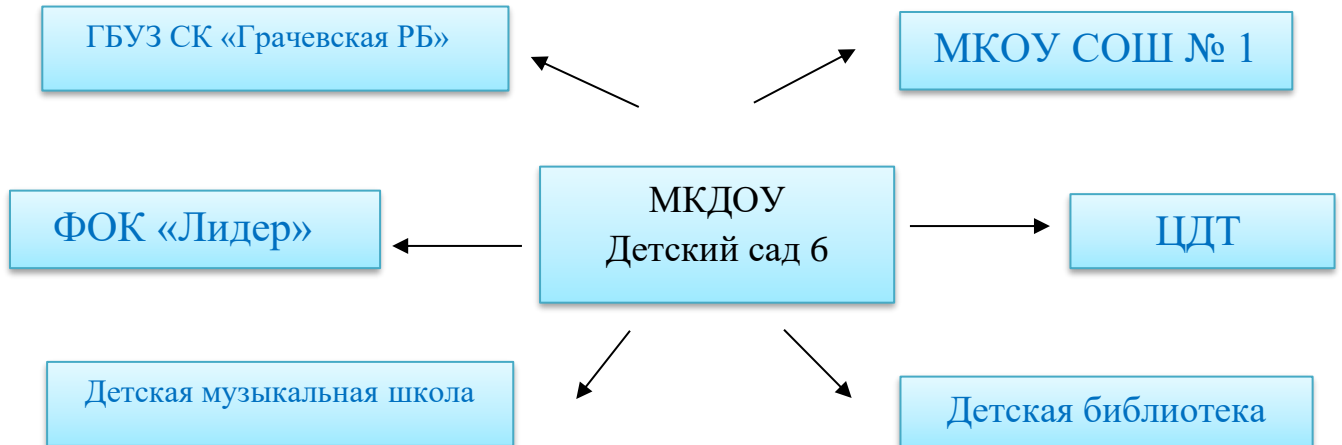 ГБУЗ СК «Грачевская РБ»
МКОУ СОШ № 1
МКДОУ
Детский сад 6
ФОК «Лидер»
ЦДТ
Детская музыкальная школа
Детская библиотека